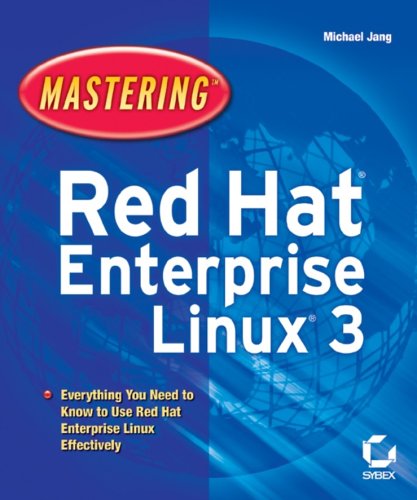 Michael Jang
MASTERING™
Red Hat®
Enterprise
Linux® 3
Everything You Need to
Know to Use Red Hat
Enterprise Linux
Effectively
SYBEX